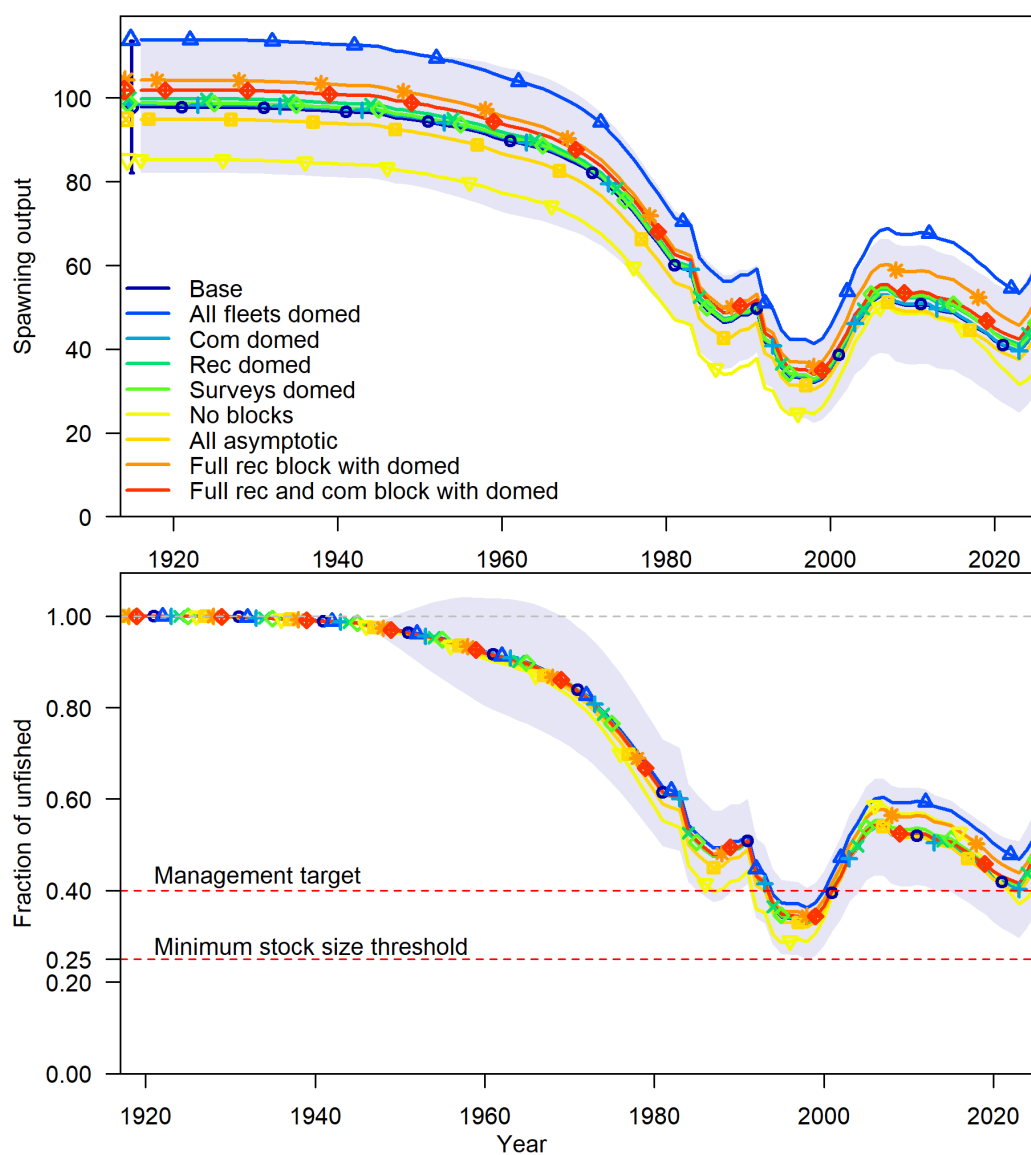 100
80
60
40
20
0
Spawning output
Base
All fleets domed
Com domed
Rec domed
Surveys domed
No blocks
All asymptotic
Full rec block with domed
Full rec and com block with domed
1920 1940 1960 1980 2000 2020
1.00
0.80
0.60
0.40
0.25
0.20
0.00
Fraction of unfished
Management target
Minimum stock size threshold
1920 1940 1960 1980 2000 2020
Year